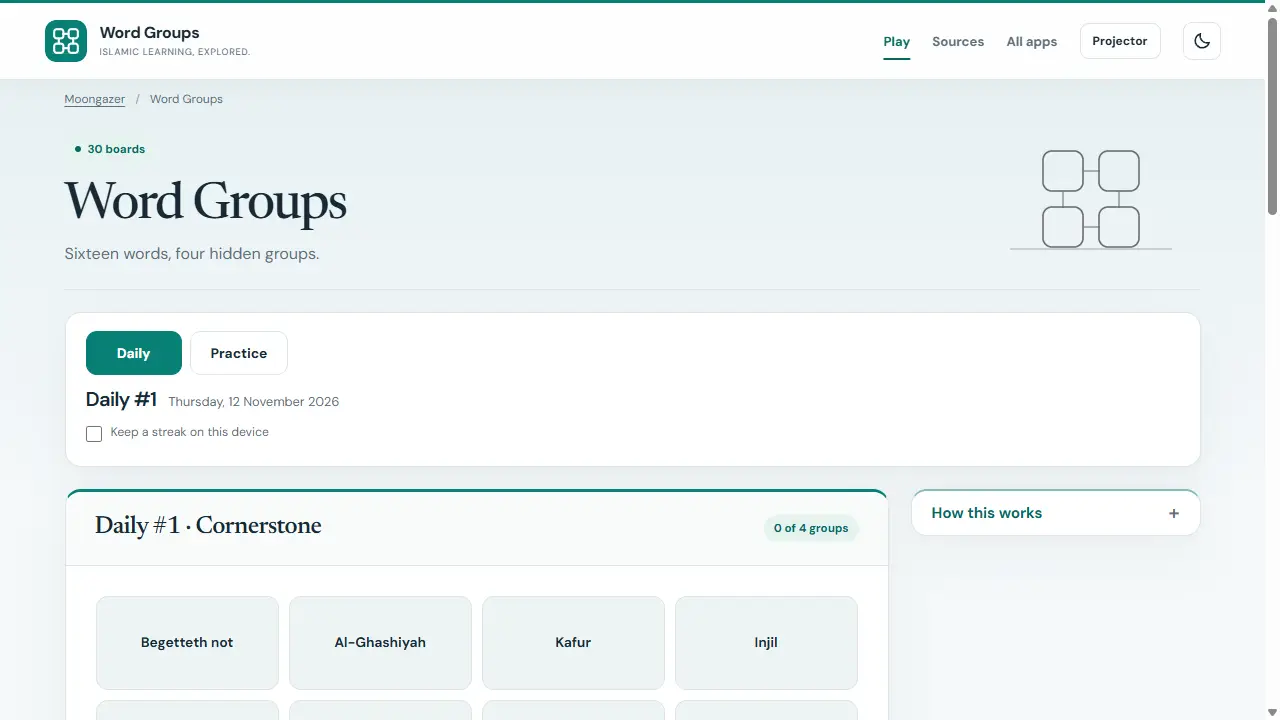 Word Groups
ISLAMIC LEARNING, EXPLORED.
Play
Sources
All apps
Projector
Moongazer / Word Groups
30 boards
Word Groups
Sixteen words, four hidden groups.
Daily
Practice
Daily #1 Thursday, 12 November 2026
Keep a streak on this device
Daily #1 · Cornerstone
0 of 4 groups
How this works
+
Begetteth not
Al-Ghashiyah
Kafur
Injil